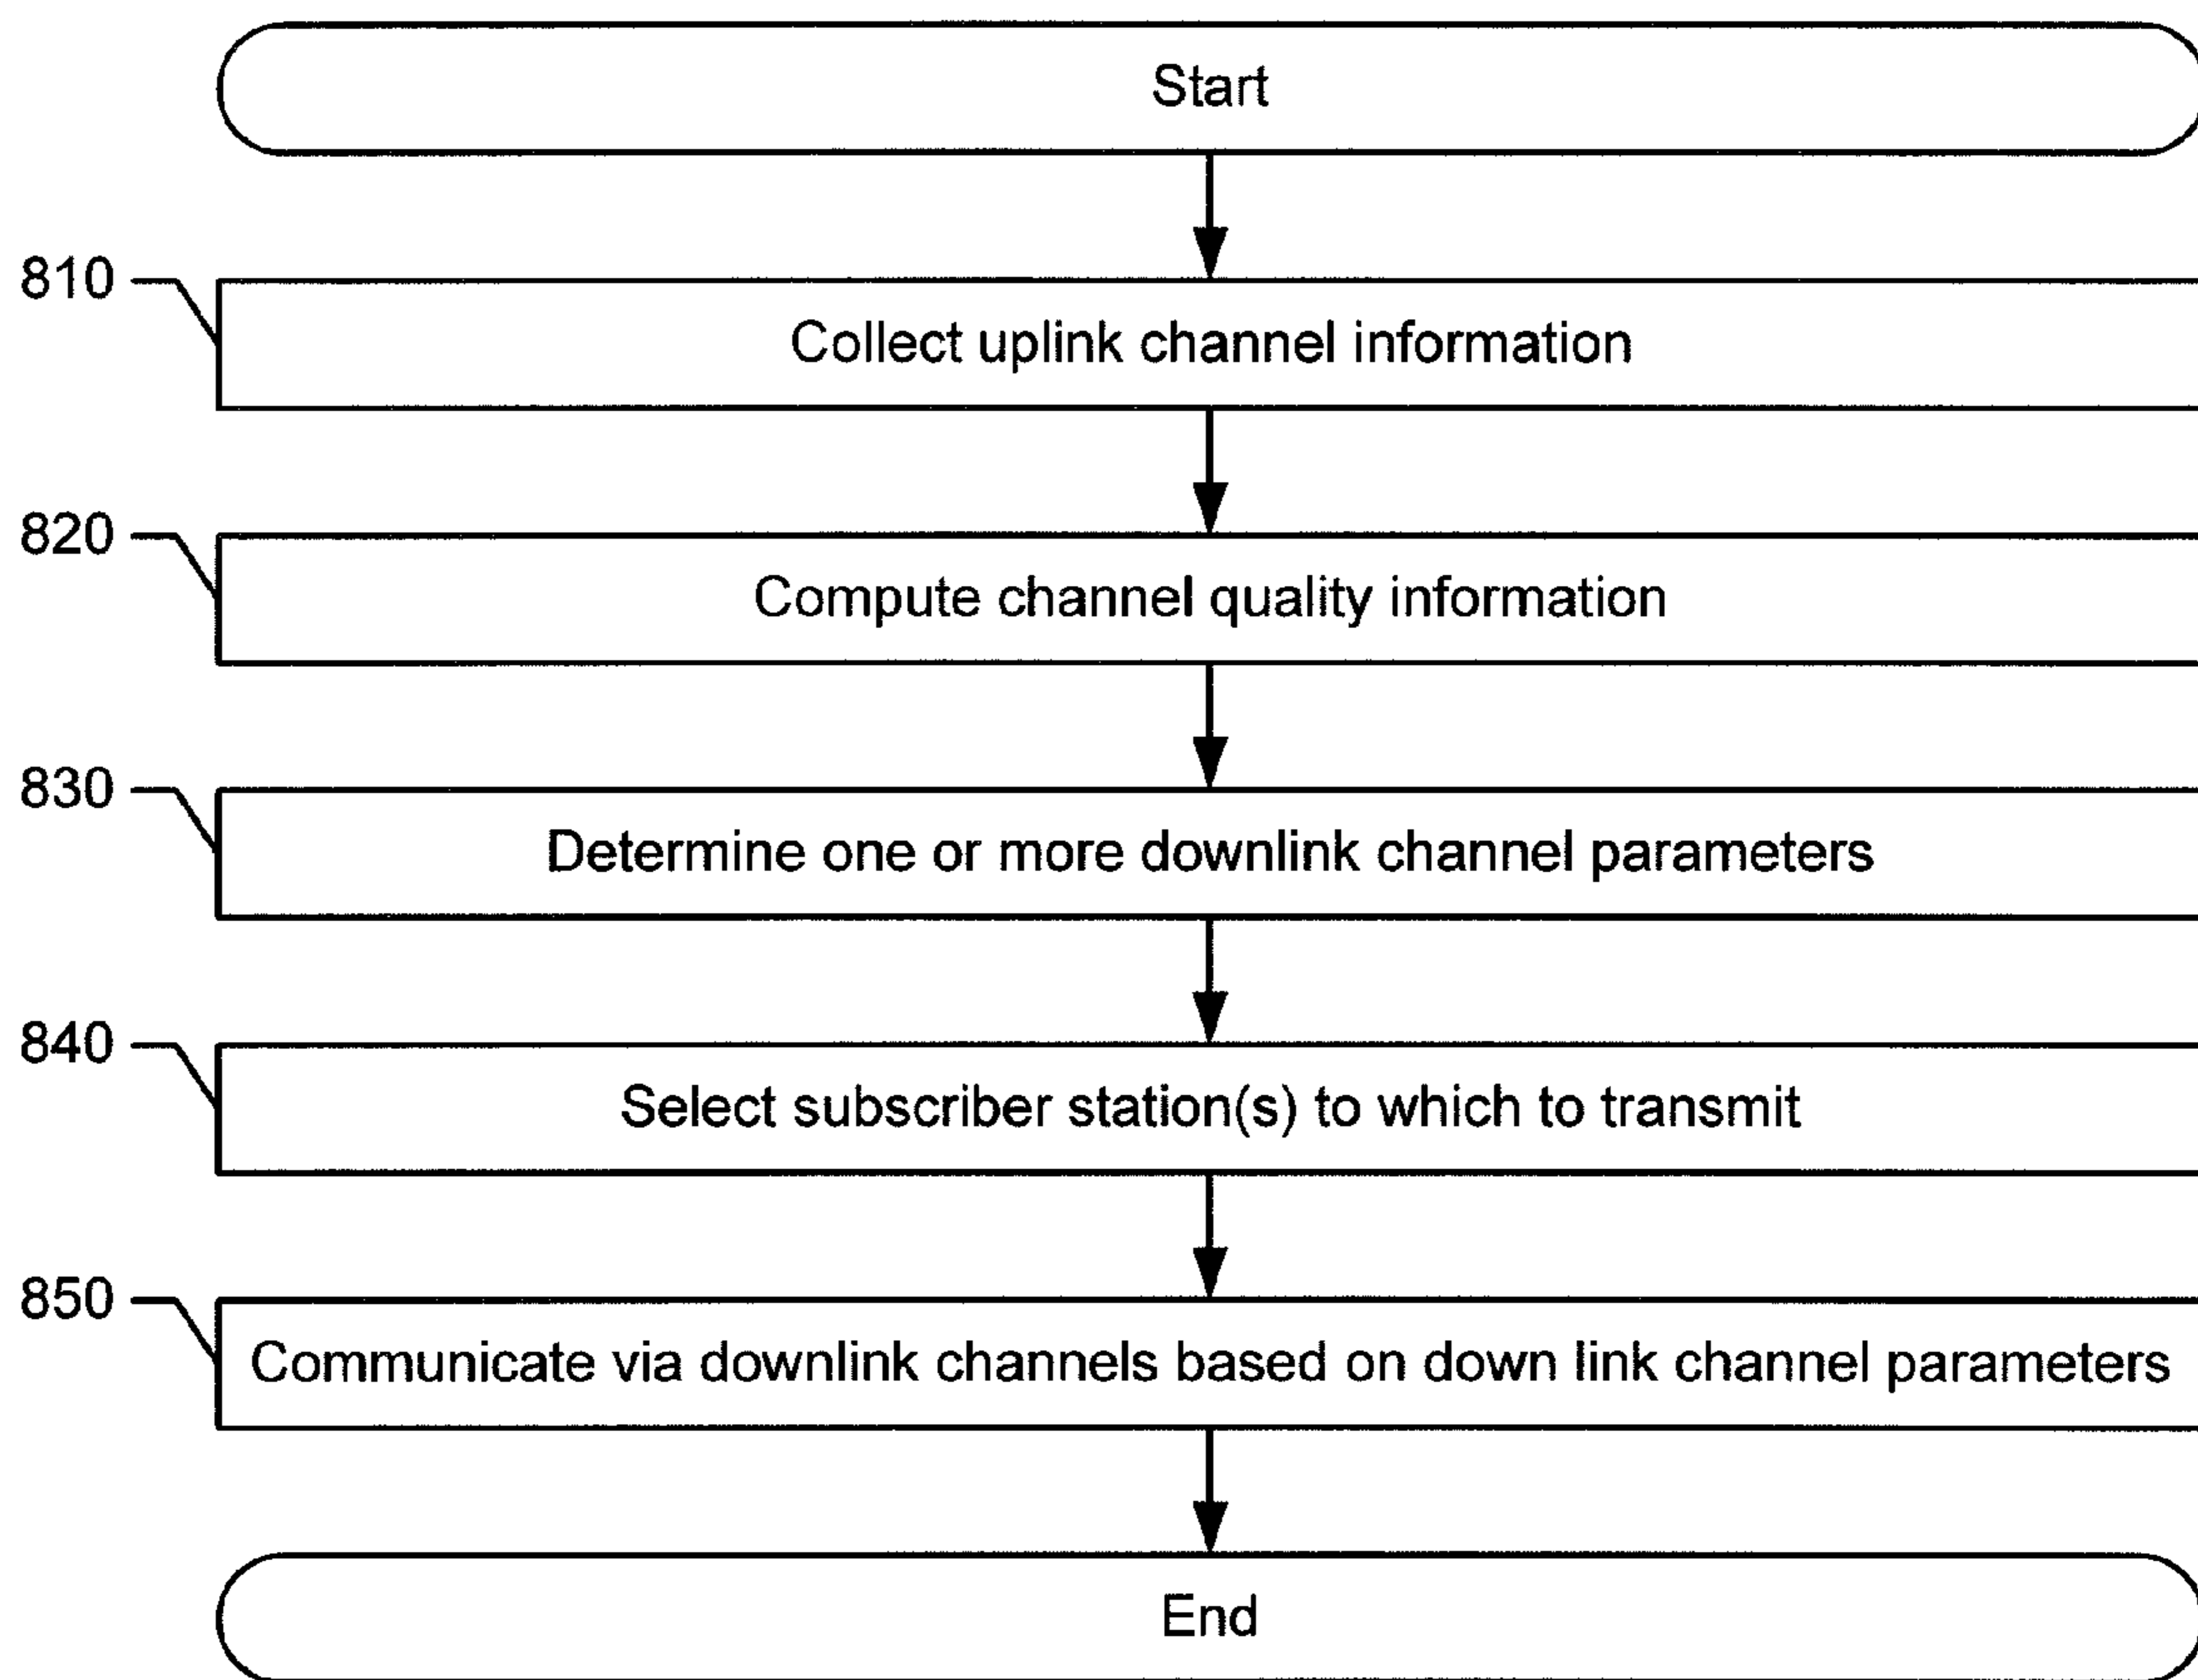 Start
810
Collect uplink channel information
820
Compute channel quality information
830
Determine one or more downlink channel parameters
840
Select subscriber station(s) to which to transmit
850
Communicate via downlink channels based on down link channel parameters
End